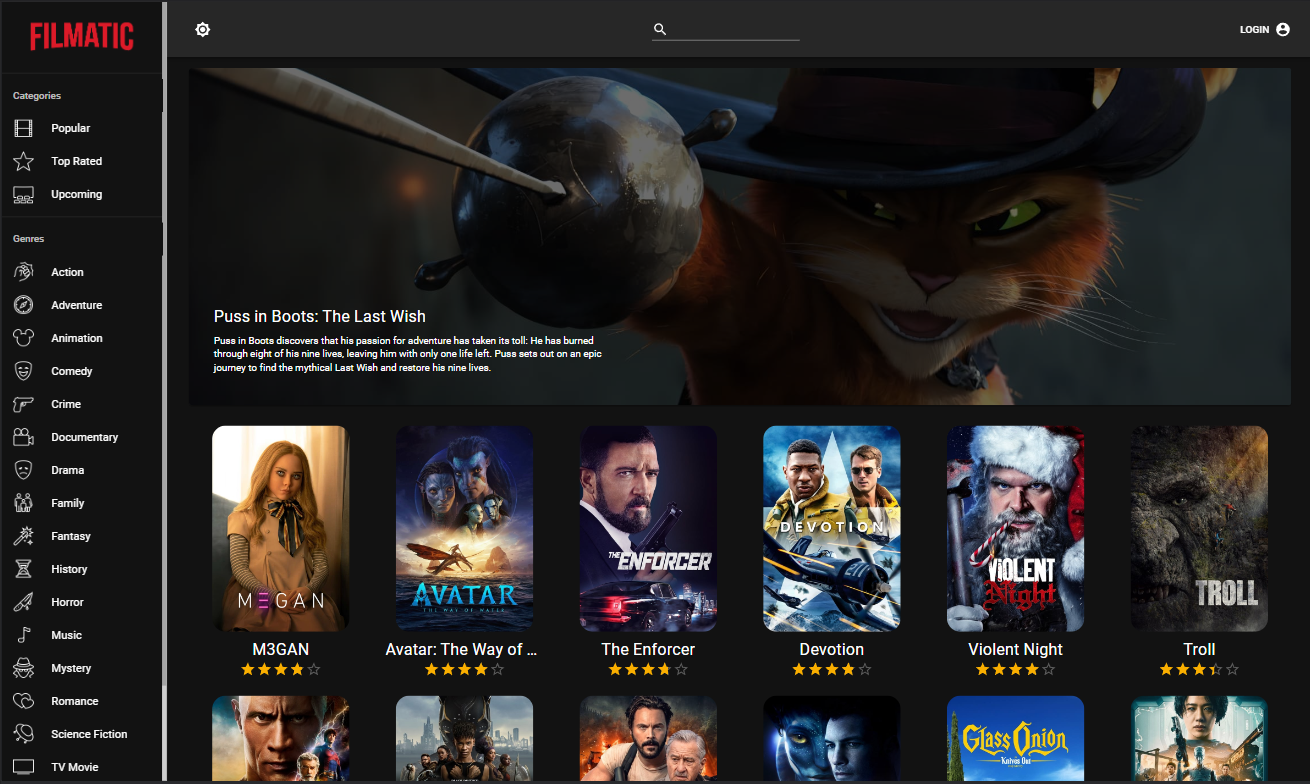 FILMATIC
LOGIN
Categories
Popular
Top Rated
Upcoming
Genres
Action
Adventure
Animation
Comedy
Crime
Documentary
Drama
Family
Fantasy
History
Horror
Music
Mystery
Romance
Science Fiction
TV Movie
Puss in Boots: The Last Wish
Puss in Boots discovers that his passion for adventure has taken its toll: He has burned
through eight of his nine lives, leaving him with only one life left. Puss sets out on an epic
journey to find the mythical Last Wish and restore his nine lives.
M3GAN
AVATAR
THE WAY OF WATER
THE ENFORCER
DEVOTION
VIOLENT
Night
TROLL
M3GAN
Avatar: The Way of ...
The Enforcer
Devotion
Violent Night
Troll
Glass Onion
Knives Out